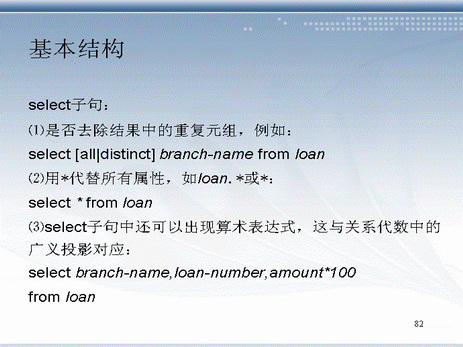 基本结构
select子句：
⑴是否去除结果中的重复元组，例如：
select [all|distinct] branch-name from loan
⑵用*代替所有属性，如loan.*或*：
select * from loan
⑶select子句中还可以出现算术表达式，这与关系代数中的
广义投影对应：
select branch-name,loan-number,amount*100
from loan
82